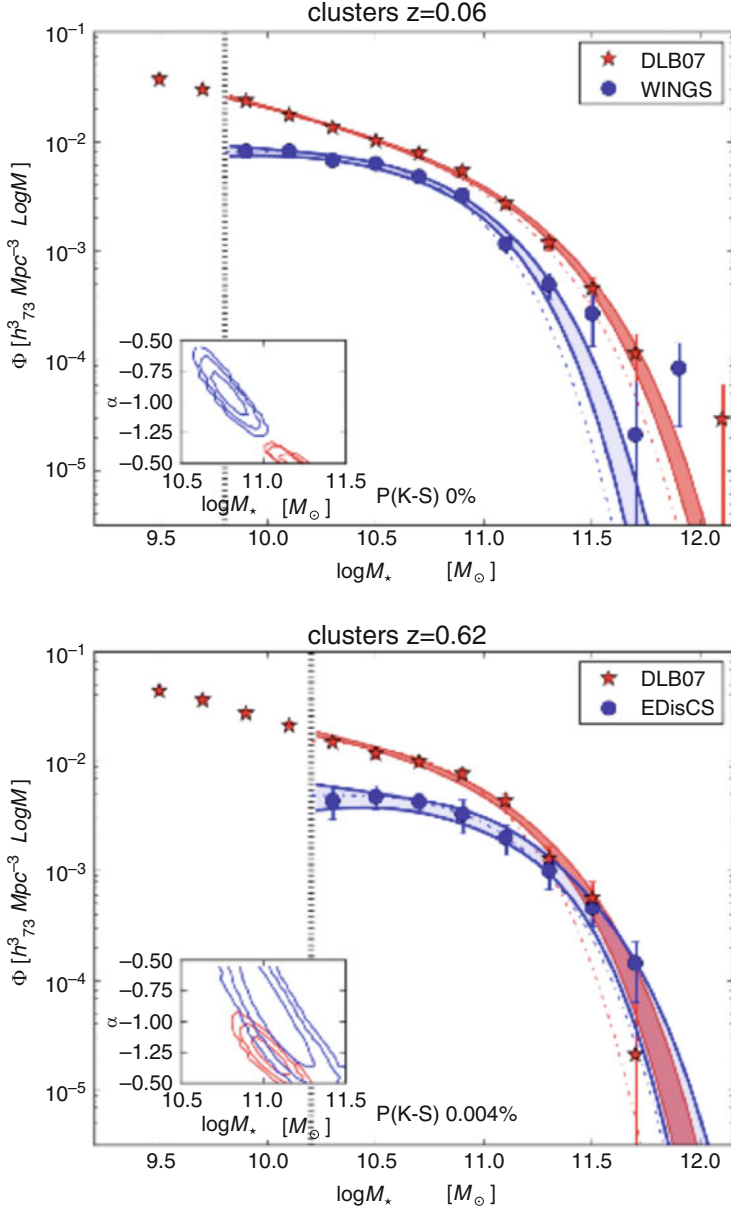 clusters z=0.06
10⁻¹
DLB07
WINGS
10⁻²
10⁻³
10⁻⁴
10⁻⁵
Φ [h³₇₃ Mpc⁻³ LogM]
−0.50
−0.75
α −1.00
−1.25
−0.50
10.5 11.0 11.5
logM⋆ [M⊙]
P(K-S) 0%
9.5 10.0 10.5 11.0 11.5 12.0
logM⋆ [M⊙]
clusters z=0.62
10⁻¹
DLB07
EDisCS
10⁻²
10⁻³
10⁻⁴
10⁻⁵
Φ [h³₇₃ Mpc⁻³ LogM]
−0.50
−0.75
α −1.00
−1.25
−0.50
10.5 11.0 11.5
logM⋆ [M⊙]
P(K-S) 0.004%
9.5 10.0 10.5 11.0 11.5 12.0
logM⋆ [M⊙]